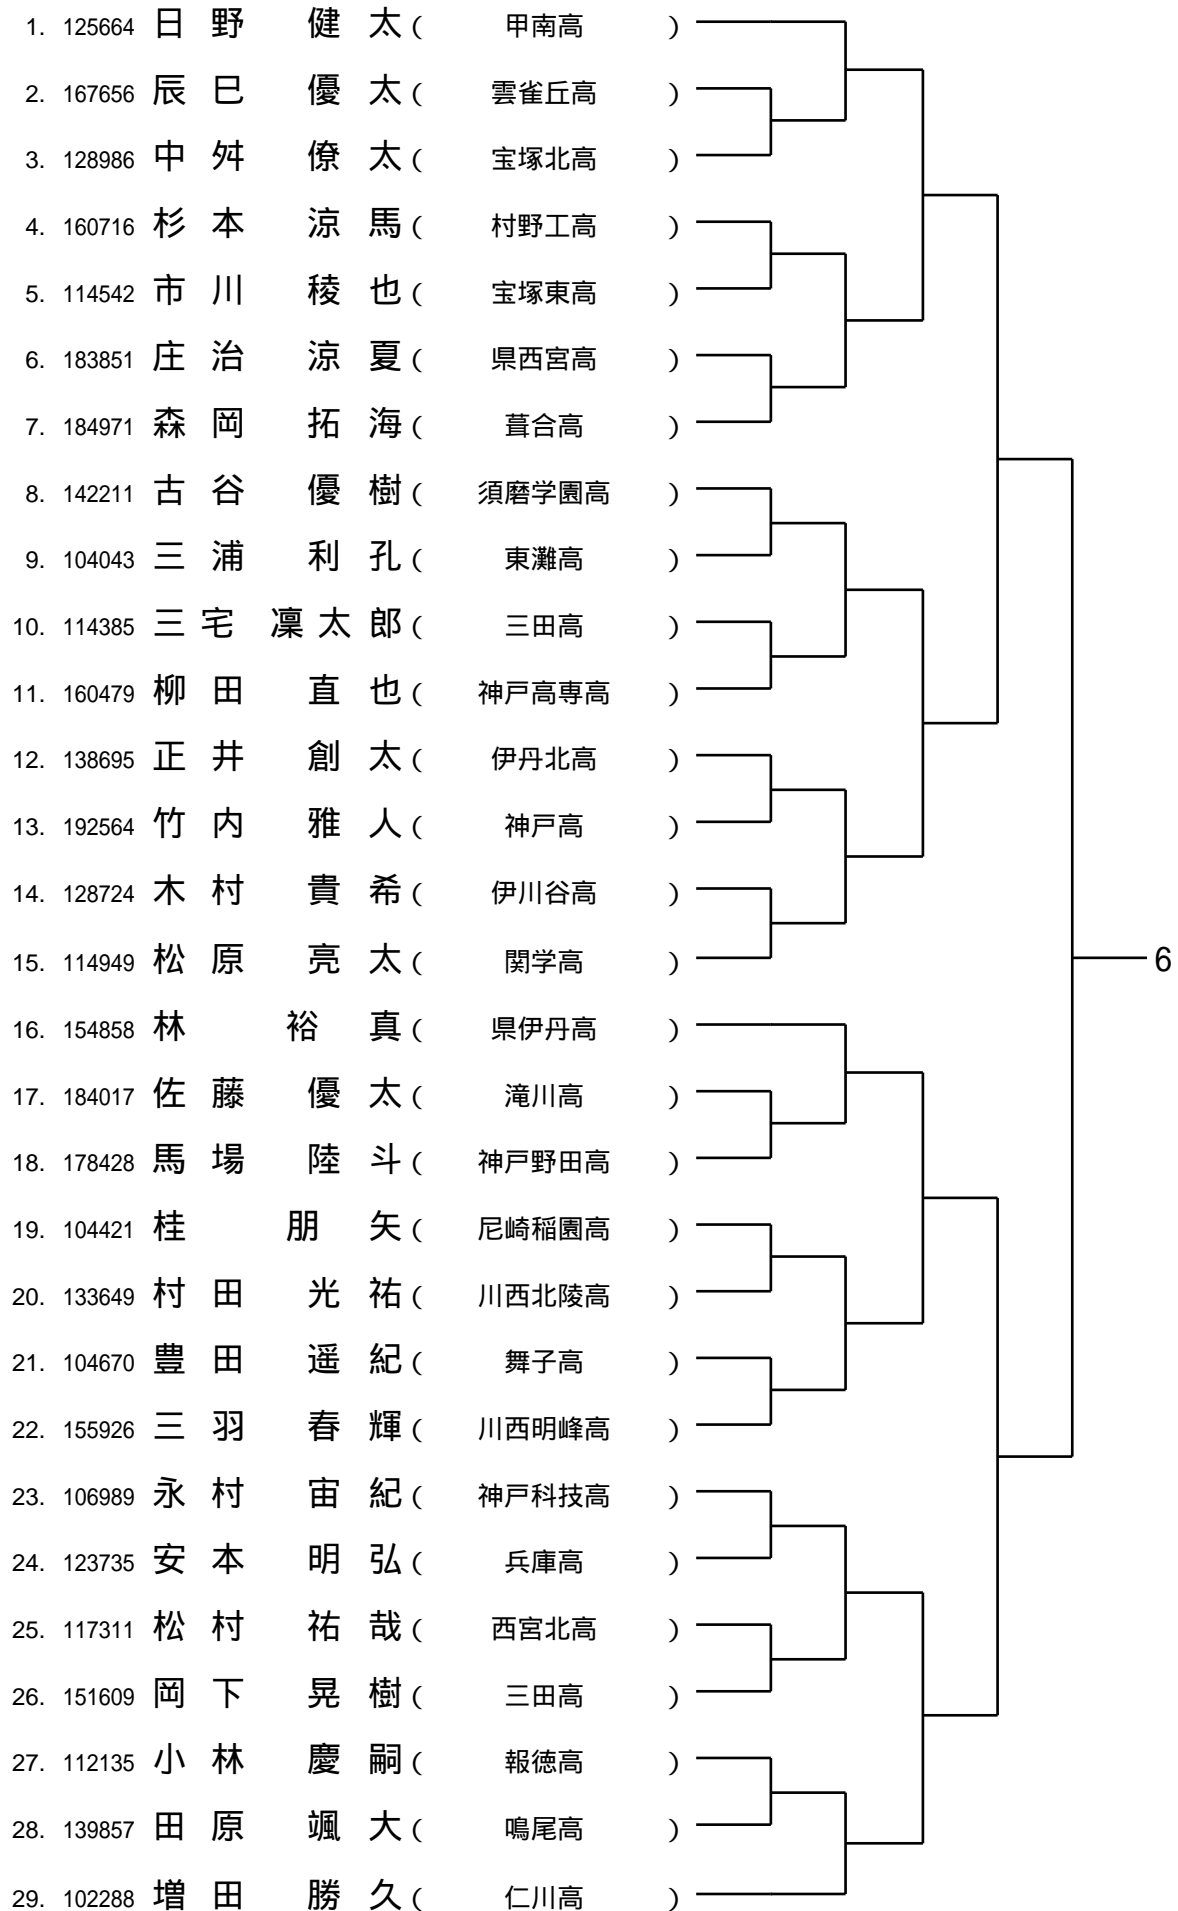 1. 125664 日野 健太 ( 甲南高 )
2. 167656 辰巳 優太 ( 雲雀丘高 )
3. 128986 中舛 僚太 ( 宝塚北高 )
4. 160716 杉本 涼馬 ( 村野工高 )
5. 114542 市川 稜也 ( 宝塚東高 )
6. 183851 庄治 涼夏 ( 県西宮高 )
7. 184971 森岡 拓海 ( 葺合高 )
8. 142211 古谷 優樹 ( 須磨学園高 )
9. 104043 三浦 利孔 ( 東灘高 )
10. 114385 三宅 凜太郎 ( 三田高 )
11. 160479 柳田 直也 ( 神戸高専高 )
12. 138695 正井 創太 ( 伊丹北高 )
13. 192564 竹内 雅人 ( 神戸高 )
14. 128724 木村 貴希 ( 伊川谷高 )
15. 114949 松原 亮太 ( 関学高 )
6
16. 154858 林 裕真 ( 県伊丹高 )
17. 184017 佐藤 優太 ( 滝川高 )
18. 178428 馬場 陸斗 ( 神戸野田高 )
19. 104421 桂 朋矢 ( 尼崎稲園高 )
20. 133649 村田 光祐 ( 川西北陵高 )
21. 104670 豊田 遥紀 ( 舞子高 )
22. 155926 三羽 春輝 ( 川西明峰高 )
23. 106989 永村 宙紀 ( 神戸科技高 )
24. 123735 安本 明弘 ( 兵庫高 )
25. 117311 松村 祐哉 ( 西宮北高 )
26. 151609 岡下 晃樹 ( 三田高 )
27. 112135 小林 慶嗣 ( 報徳高 )
28. 139857 田原 颯大 ( 鳴尾高 )
29. 102288 増田 勝久 ( 仁川高 )